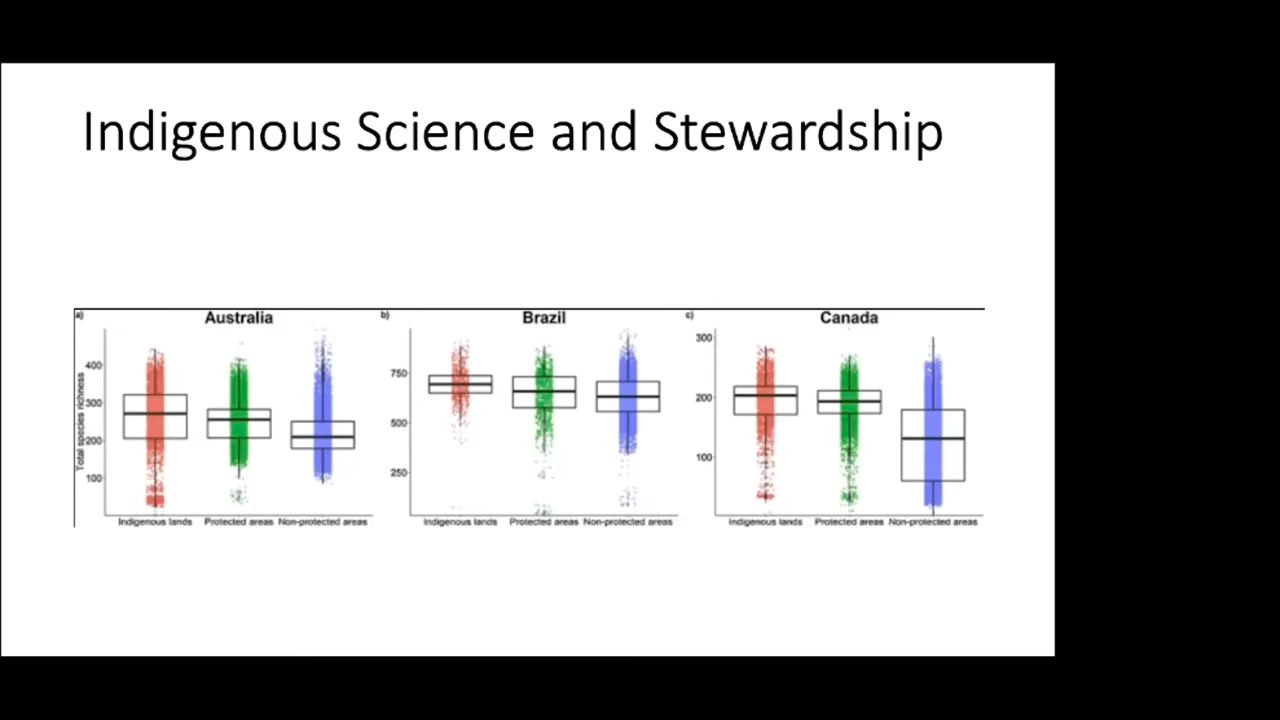 Indigenous Science and Stewardship
a) Australia
b) Brazil
c) Canada
Total species richness
400
300
200
100
Indigenous lands Protected areas Non-protected areas
750
500
250
Indigenous lands Protected areas Non-protected areas
300
200
100
Indigenous lands Protected areas Non-protected areas